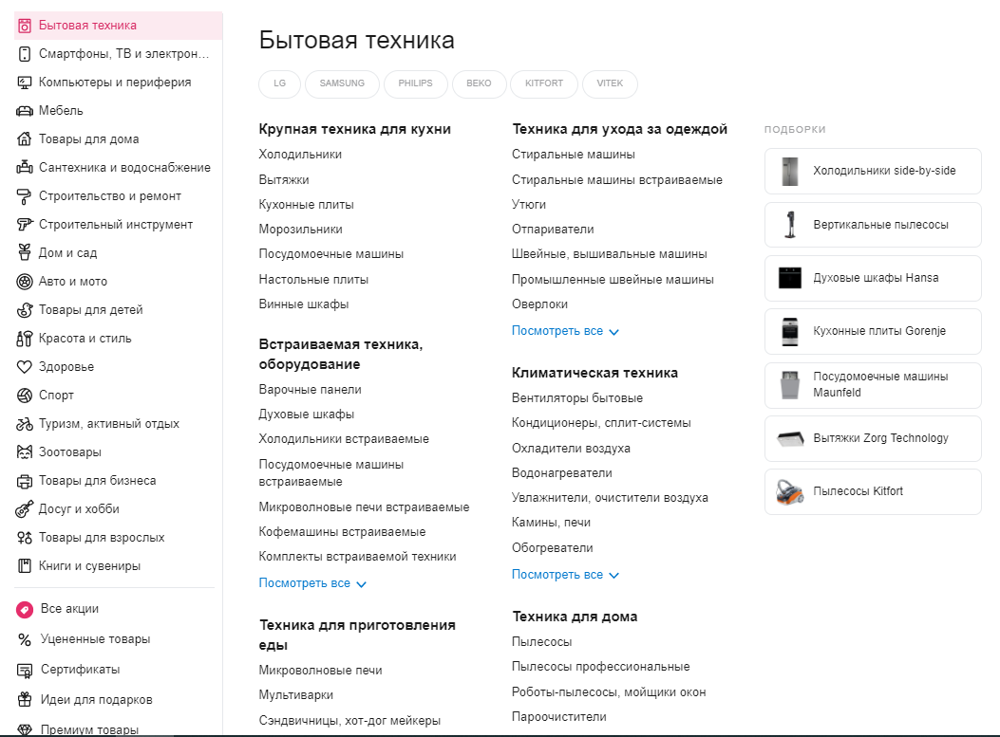 Бытовая техника
Смартфоны, ТВ и электрон…
Компьютеры и периферия
Мебель
Товары для дома
Сантехника и водоснабжение
Строительство и ремонт
Строительный инструмент
Дом и сад
Авто и мото
Товары для детей
Красота и стиль
Здоровье
Спорт
Туризм, активный отдых
Зоотовары
Товары для бизнеса
Досуг и хобби
Товары для взрослых
Книги и сувениры
Все акции
Уцененные товары
Сертификаты
Идеи для подарков
Премиум товары
Бытовая техника
LG
SAMSUNG
PHILIPS
BEKO
KITFORT
VITEK
Крупная техника для кухни
Холодильники
Вытяжки
Кухонные плиты
Морозильники
Посудомоечные машины
Настольные плиты
Винные шкафы
Встраиваемая техника,
оборудование
Варочные панели
Духовые шкафы
Холодильники встраиваемые
Посудомоечные машины
встраиваемые
Микроволновые печи встраиваемые
Кофемашины встраиваемые
Комплекты встраиваемой техники
Посмотреть все
Техника для приготовления
еды
Микроволновые печи
Мультиварки
Сэндвичницы, хот-дог мейкеры
Техника для ухода за одеждой
Стиральные машины
Стиральные машины встраиваемые
Утюги
Отпариватели
Швейные, вышивальные машины
Промышленные швейные машины
Оверлоки
Посмотреть все
Климатическая техника
Вентиляторы бытовые
Кондиционеры, сплит-системы
Охладители воздуха
Водонагреватели
Увлажнители, очистители воздуха
Камины, печи
Обогреватели
Посмотреть все
Техника для дома
Пылесосы
Пылесосы профессиональные
Роботы-пылесосы, мойщики окон
Пароочистители
ПОДБОРКИ
Холодильники side-by-side
Вертикальные пылесосы
Духовые шкафы Hansa
Кухонные плиты Gorenje
Посудомоечные машины
Maunfeld
Вытяжки Zorg Technology
Пылесосы Kitfort